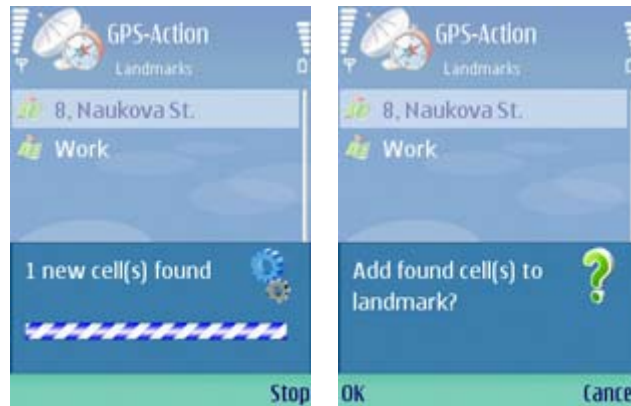 GPS-Action
Landmarks
8, Naukova St.
Work
1 new cell(s) found
Stop
GPS-Action
Landmarks
8, Naukova St.
Work
Add found cell(s) to
landmark?
OK
Cance